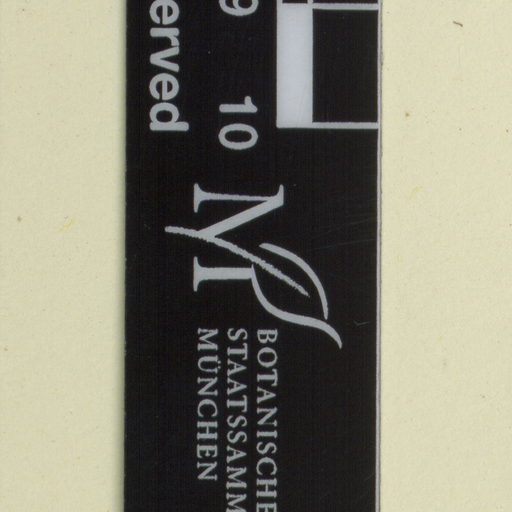 erved
9 10
BOTANISCHE
STAATSSAMM
MÜNCHEN